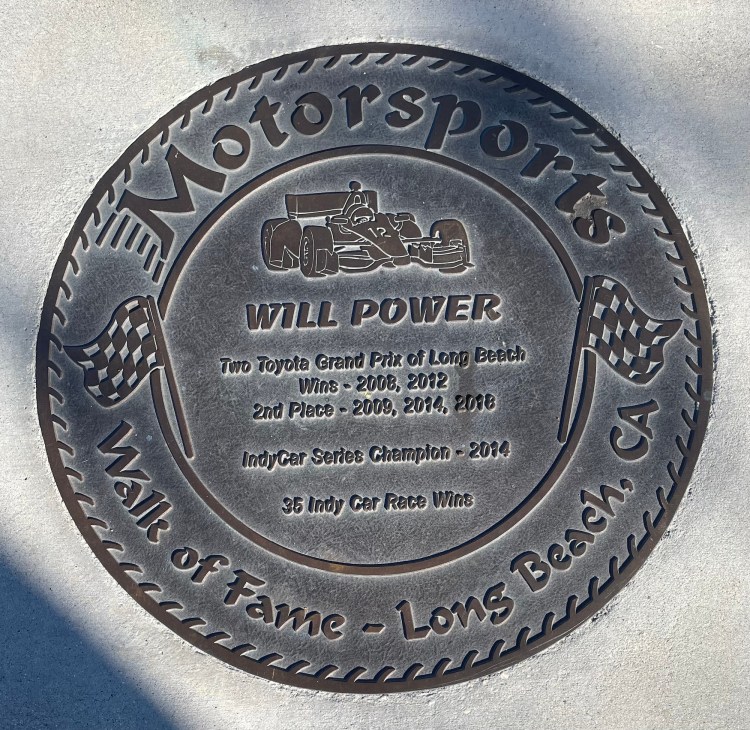 Motorsports
12
WILL POWER
Two Toyota Grand Prix of Long Beach
Wins - 2008, 2012
2nd Place - 2009, 2014, 2018
IndyCar Series Champion - 2014
35 Indy Car Race Wins
Walk of Fame - Long Beach, CA